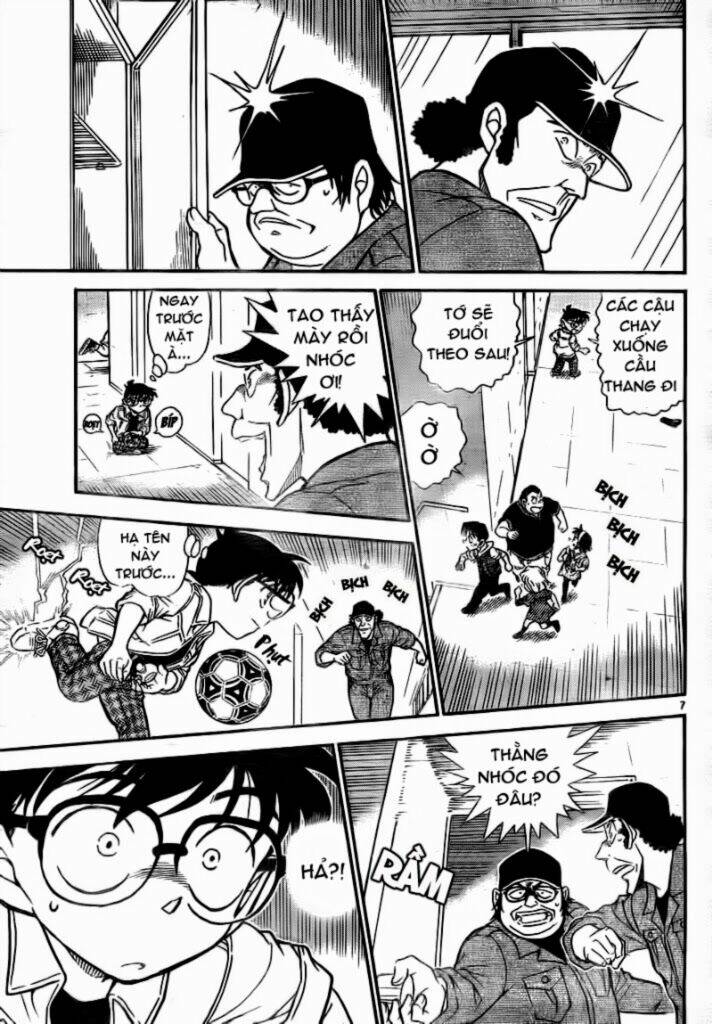 CÁC CẬU
CHẠY
XUỐNG
CẦU
THANG ĐI
TỚ SẼ
ĐUỔI
THEO SAU!
Ờ
Ờ
BỊCH
BỊCH
BỊCH
TAO THẤY
MÀY RỒI
NHÓC
ƠI!
NGAY
TRƯỚC
MẶT
À...
BÍP
HẠ TÊN
NÀY
TRƯỚC...
BỊCH
BỊCH
BỊCH
Phụt
7
THẰNG
NHÓC ĐÓ
ĐÂU?
RẦM
HẢ?!